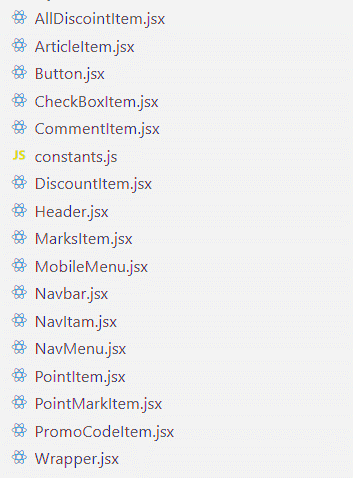 AllDiscointItem.jsx
ArticleItem.jsx
Button.jsx
CheckBoxItem.jsx
CommentItem.jsx
JS constants.js
DiscountItem.jsx
Header.jsx
MarksItem.jsx
MobileMenu.jsx
Navbar.jsx
NavItam.jsx
NavMenu.jsx
PointItem.jsx
PointMarkItem.jsx
PromoCodeItem.jsx
Wrapper.jsx